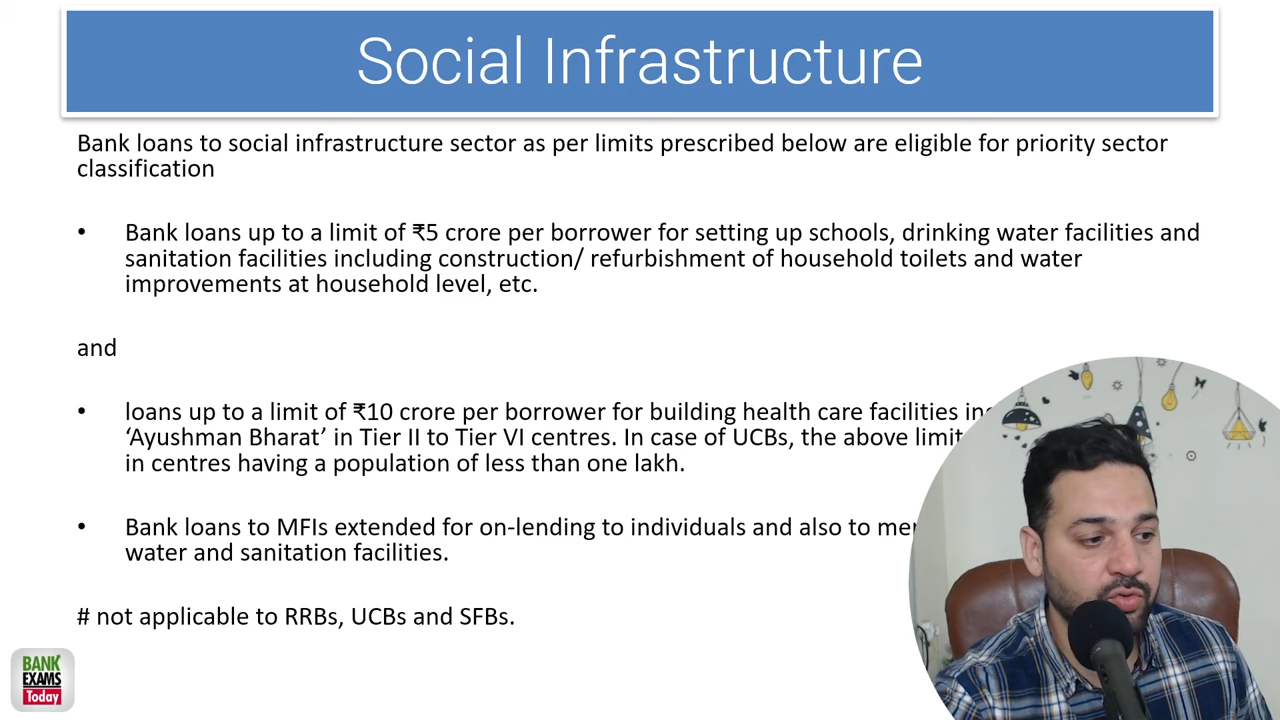 Social Infrastructure
Bank loans to social infrastructure sector as per limits prescribed below are eligible for priority sector
classification
• Bank loans up to a limit of ₹5 crore per borrower for setting up schools, drinking water facilities and
sanitation facilities including construction/ refurbishment of household toilets and water
improvements at household level, etc.
and
• loans up to a limit of ₹10 crore per borrower for building health care facilities
‘Ayushman Bharat’ in Tier II to Tier VI centres. In case of UCBs, the above limit
in centres having a population of less than one lakh.
• Bank loans to MFIs extended for on-lending to individuals and also to
water and sanitation facilities.
# not applicable to RRBs, UCBs and SFBs.
BANK
EXAMS
Today